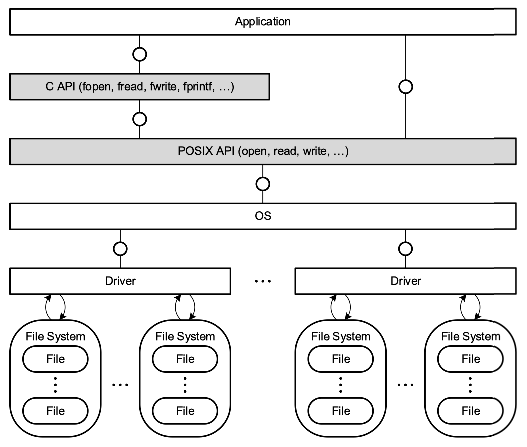 Application
C API (fopen, fread, fwrite, fprintf, …)
POSIX API (open, read, write, …)
OS
Driver … Driver
File System File System File System File System
File File File File
… …
File File File File